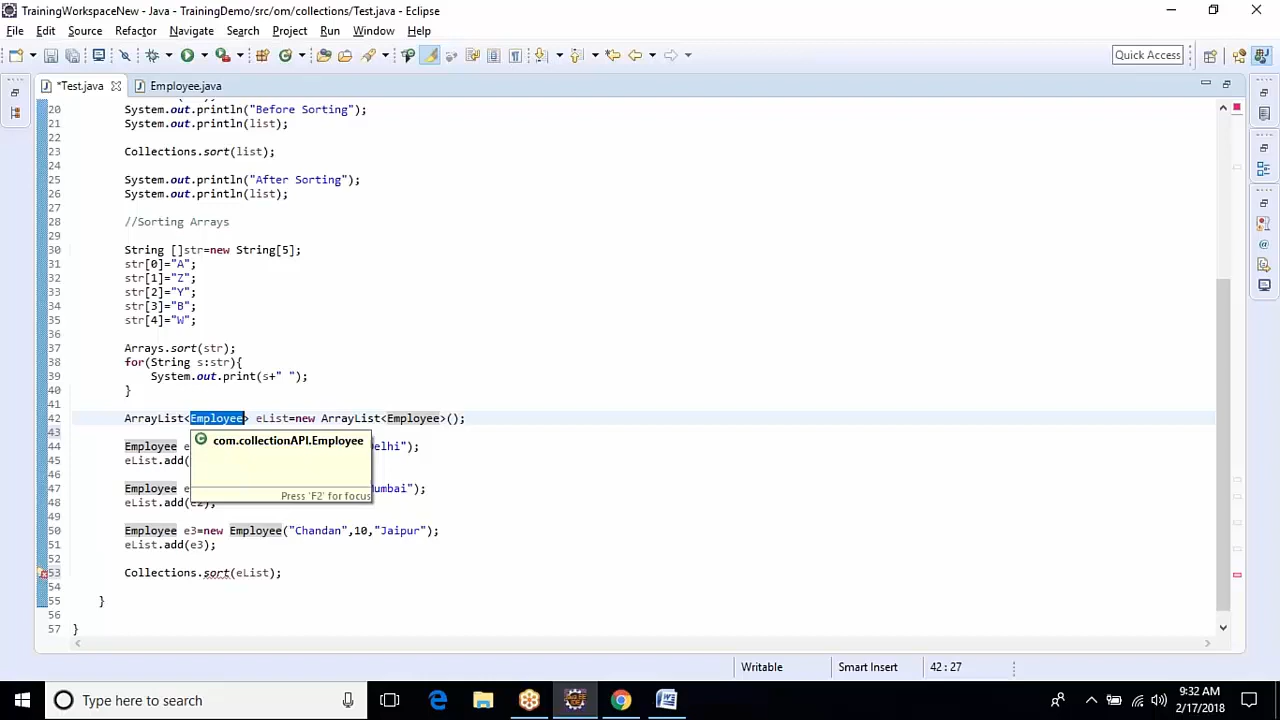 TrainingWorkspaceNew - Java - TrainingDemo/src/om/collections/Test.java - Eclipse
File Edit Source Refactor Navigate Search Project Run Window Help
Quick Access
*Test.java Employee.java
20 System.out.println("Before Sorting");
21 System.out.println(list);
22
23 Collections.sort(list);
24
25 System.out.println("After Sorting");
26 System.out.println(list);
27
28 //Sorting Arrays
29
30 String []str=new String[5];
31 str[0]="A";
32 str[1]="Z";
33 str[2]="Y";
34 str[3]="B";
35 str[4]="W";
36
37 Arrays.sort(str);
38 for(String s:str){
39 System.out.print(s+" ");
40 }
41
42 ArrayList<Employee> eList=new ArrayList<Employee>();
43
com.collectionAPI.Employee
44 Employee e elhi");
45 eList.add(
46
47 Employee e umbai");
48 eList.add(e2);
Press 'F2' for focus
49
50 Employee e3=new Employee("Chandan",10,"Jaipur");
51 eList.add(e3);
52
53 Collections.sort(eList);
54
55 }
56
57 }
Writable Smart Insert 42 : 27
Type here to search
9:32 AM
2/17/2018